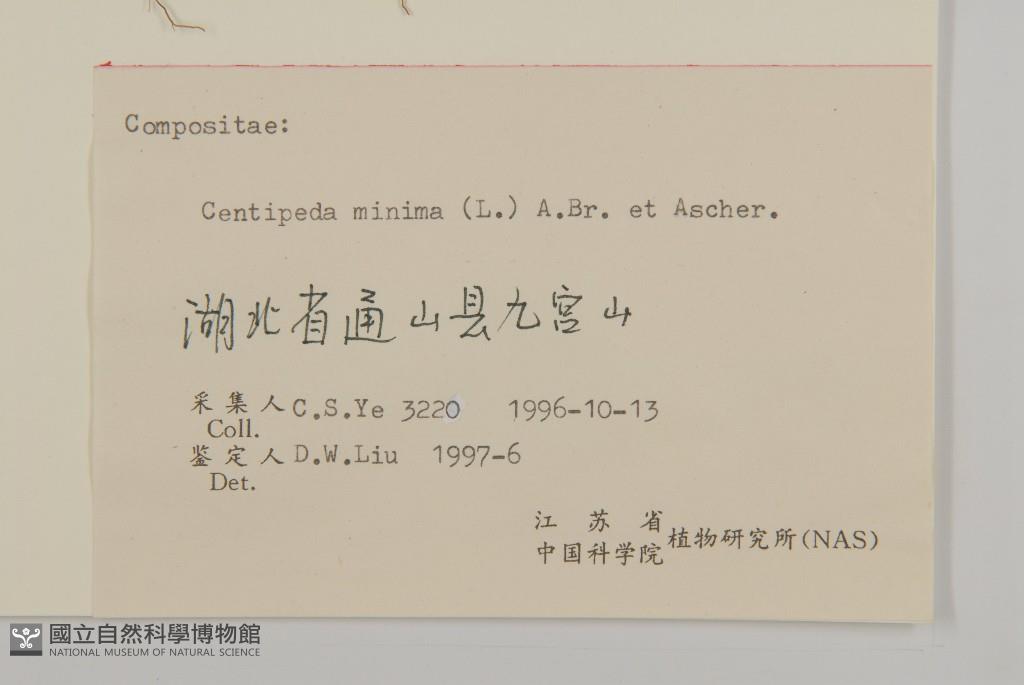 Compositae:
Centipeda minima (L.) A.Br. et Ascher.
湖北省通山县九宫山
采集人 C.S.Ye 3220 1996-10-13
Coll.
鉴定人 D.W.Liu 1997-6
Det.
江苏省
中国科学院 植物研究所(NAS)
國立自然科學博物館
NATIONAL MUSEUM OF NATURAL SCIENCE